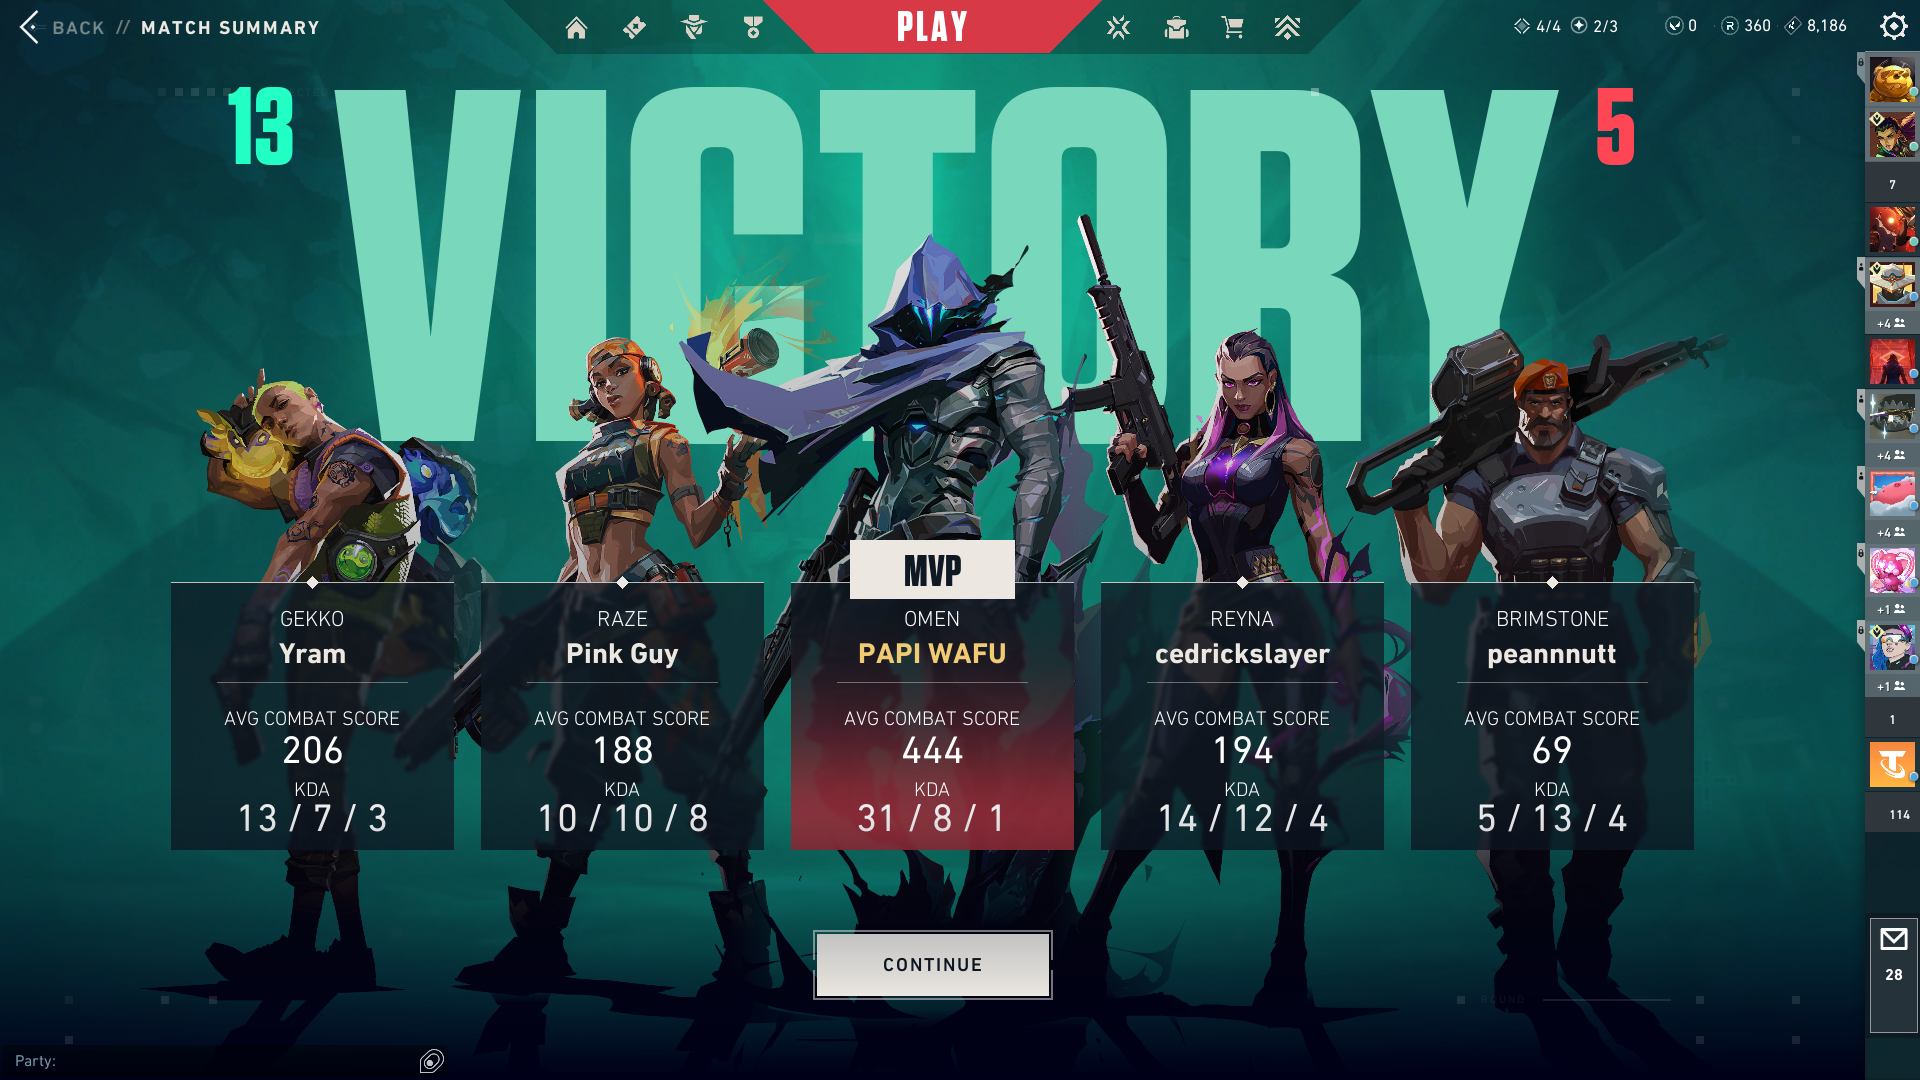 BACK // MATCH SUMMARY
PLAY
4/4 2/3 0 R 360 8,186
13 VICTORY 5
MVP
GEKKO
Yram
AVG COMBAT SCORE
206
KDA
13 / 7 / 3
RAZE
Pink Guy
AVG COMBAT SCORE
188
KDA
10 / 10 / 8
OMEN
PAPI WAFU
AVG COMBAT SCORE
444
KDA
31 / 8 / 1
REYNA
cedrickslayer
AVG COMBAT SCORE
194
KDA
14 / 12 / 4
BRIMSTONE
peannnutt
AVG COMBAT SCORE
69
KDA
5 / 13 / 4
CONTINUE
ROUND
Party:
7
+4
+4
+4
+1
+1
1
T
114
28